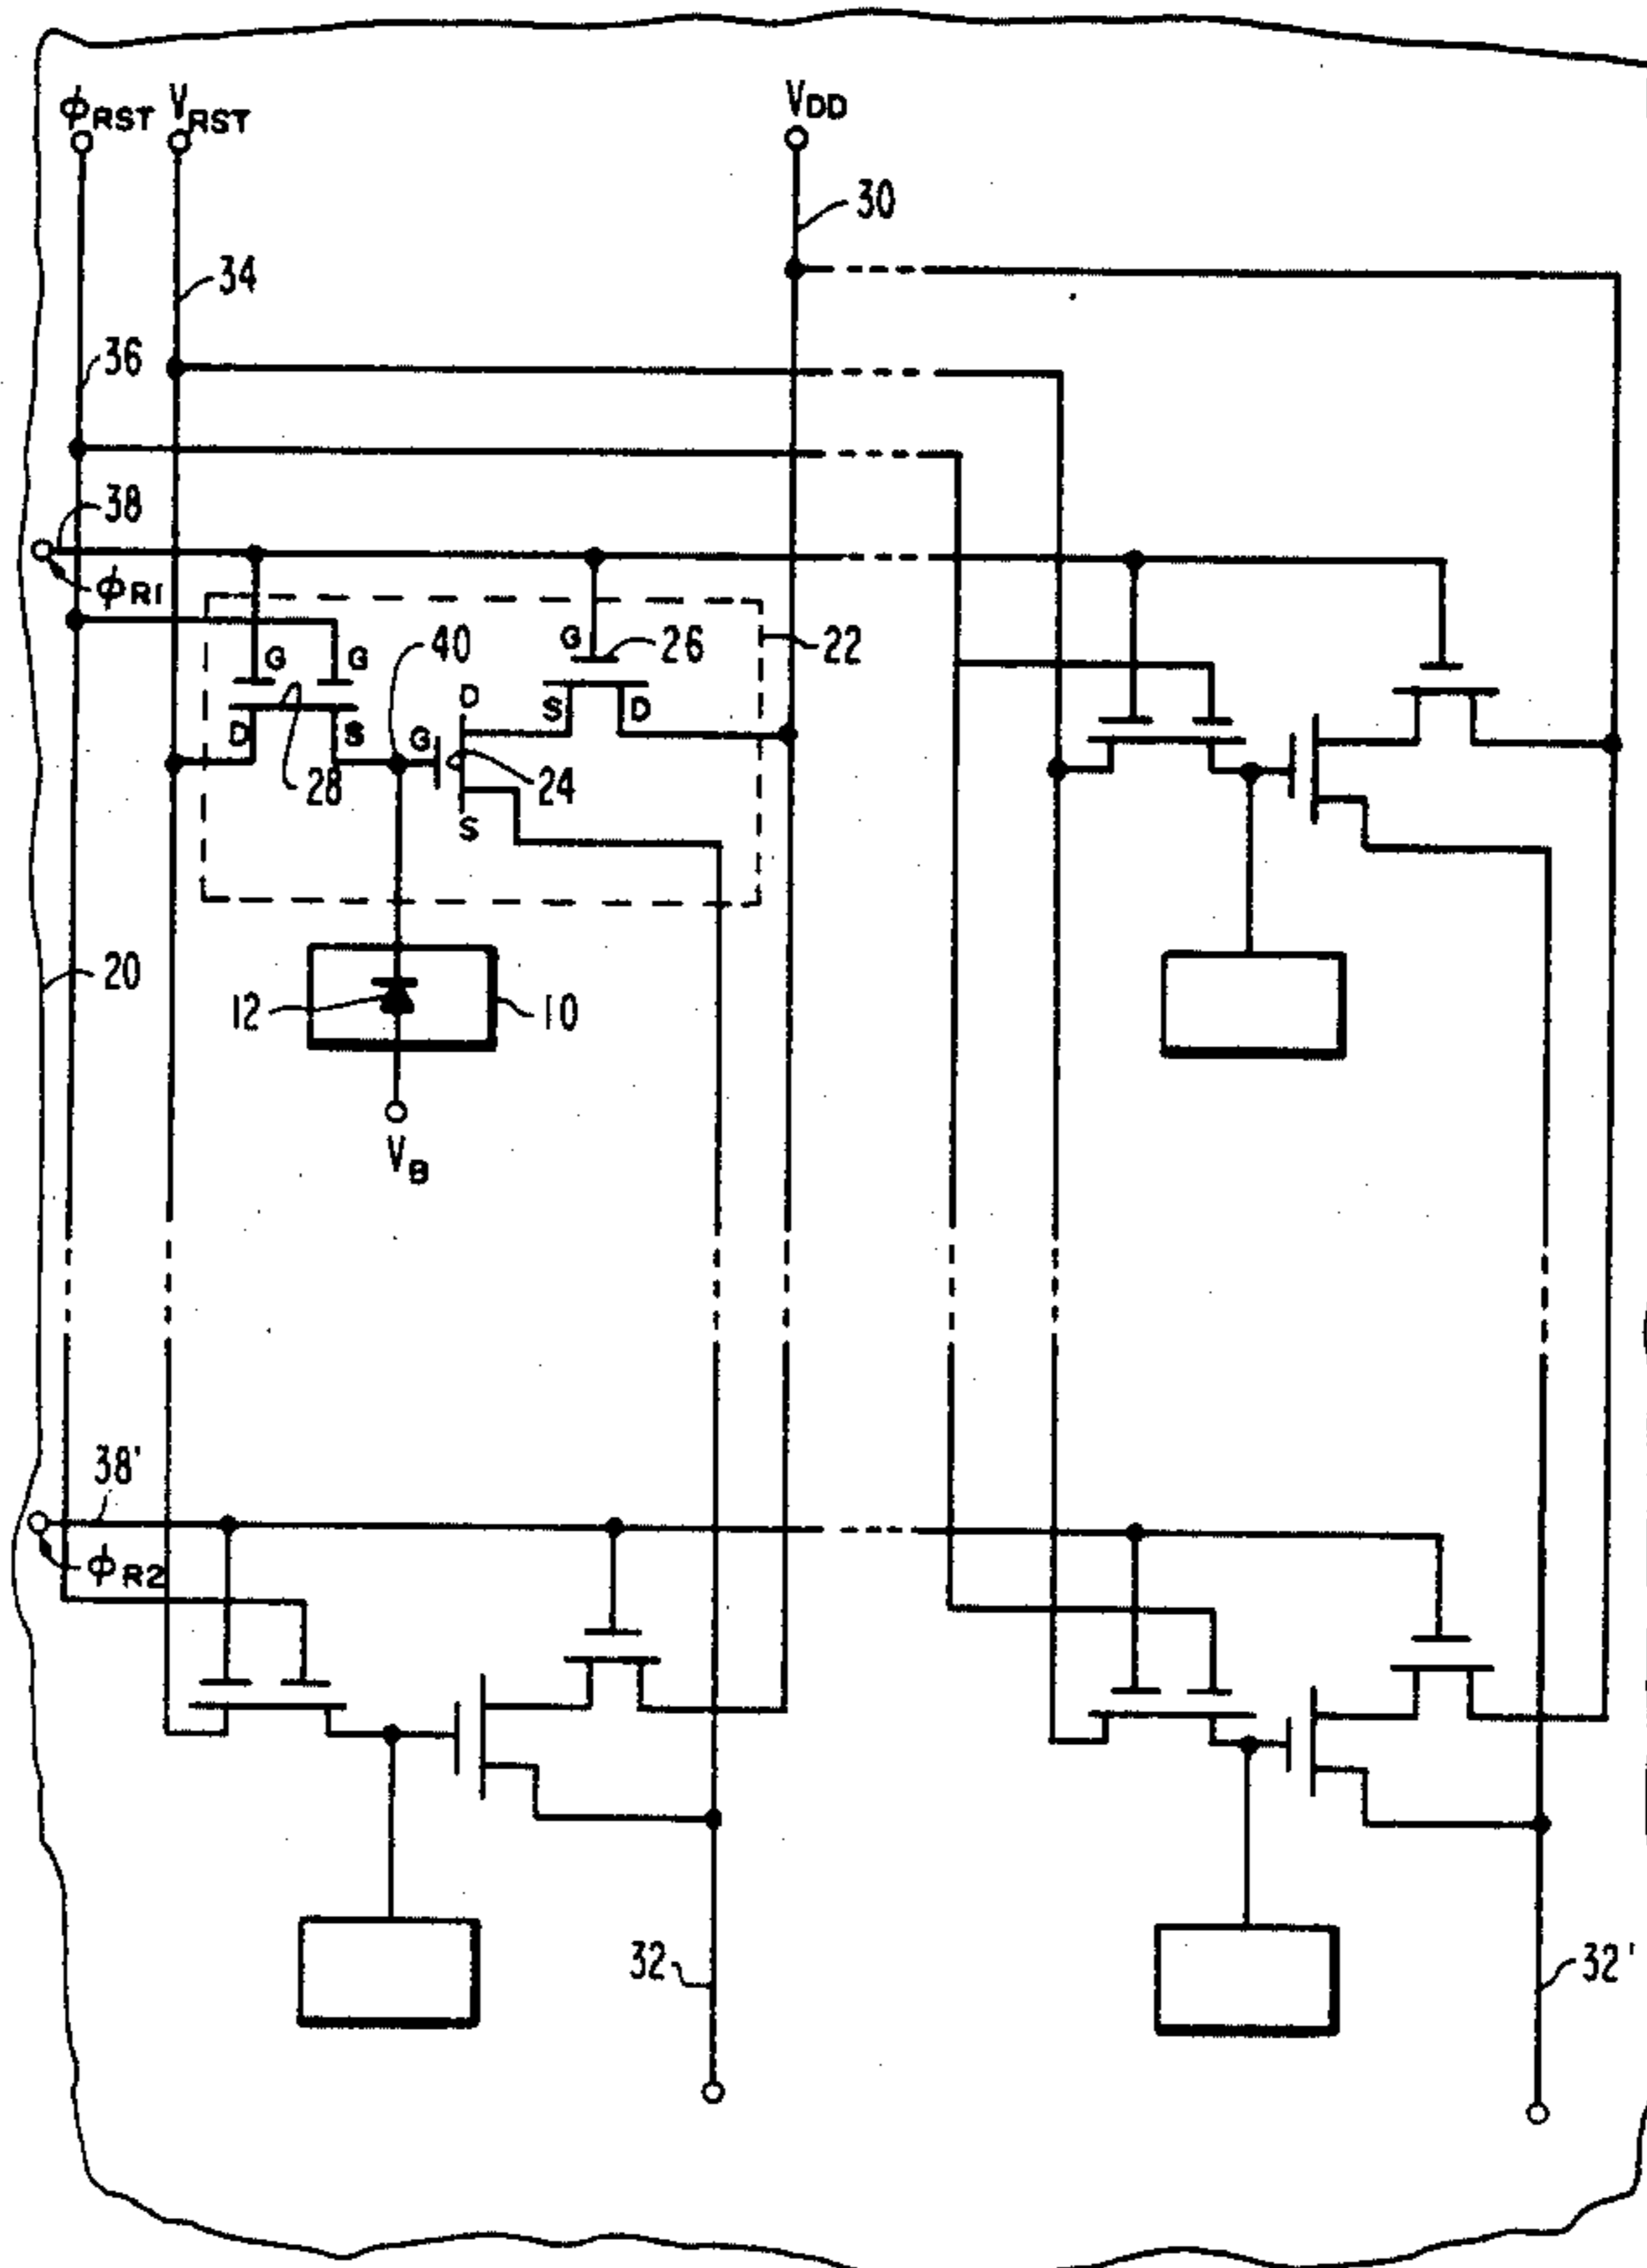 ϕRST VRST VDD
30
34
36
38
ϕR1
G G 40 G 26 22
D S G D S D
28 24
S
20
12 10
VB
38'
ϕR2
32 32'